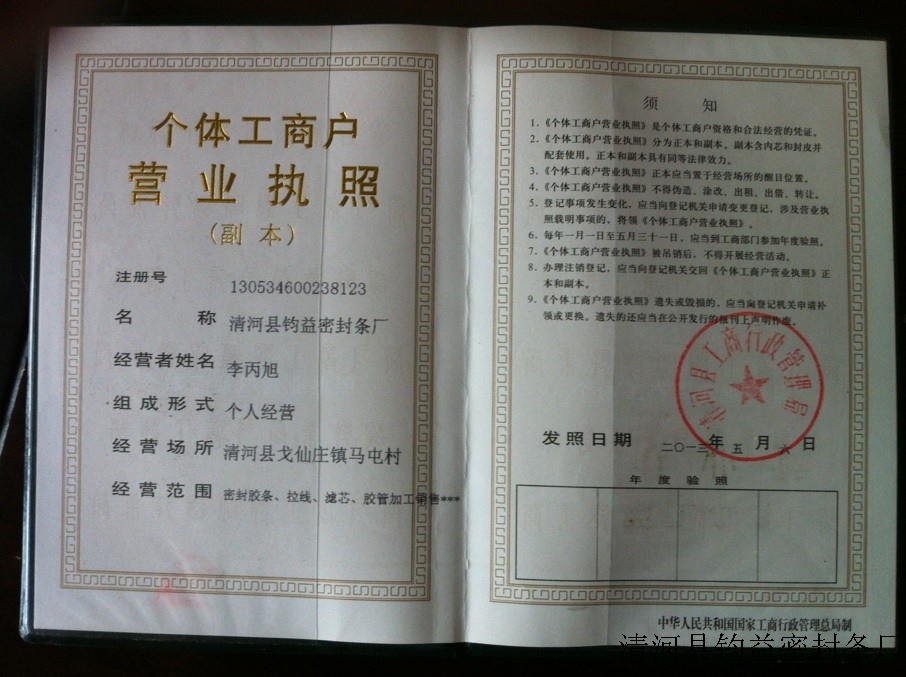 个体工商户
营业执照
(副本)
注册号 130534600238123
名 称 清河县钧益密封条厂
经营者姓名 李丙旭
组成形式 个人经营
经营场所 清河县戈仙庄镇马屯村
经营范围 密封胶条、拉线、滤芯、胶管加工销售***
须 知
1．《个体工商户营业执照》是个体工商户资格和合法经营的凭证。
2．《个体工商户营业执照》分为正本和副本。副本含内芯和封皮并
配套使用。正本和副本具有同等法律效力。
3．《个体工商户营业执照》正本应当置于经营场所的醒目位置。
4．《个体工商户营业执照》不得伪造、涂改、出租、出借、转让。
5．登记事项发生变化，应当向登记机关申请变更登记，涉及营业执
照载明事项的，将领《个体工商户营业执照》。
6．每年一月一日至五月三十一日，应当到工商部门参加年度验照。
7．《个体工商户营业执照》被吊销后，不得开展经营活动。
8．办理注销登记，应当向登记机关交回《个体工商户营业执照》正
本和副本。
9．《个体工商户营业执照》遗失或毁损的，应当向登记机关申请补
领或更换。遗失的还应当在公开发行的报刊上声明作废。
清河县工商行政管理局
发照日期 二〇一三年五月六日
年度验照
中华人民共和国国家工商行政管理总局制
清河县钧益密封条厂